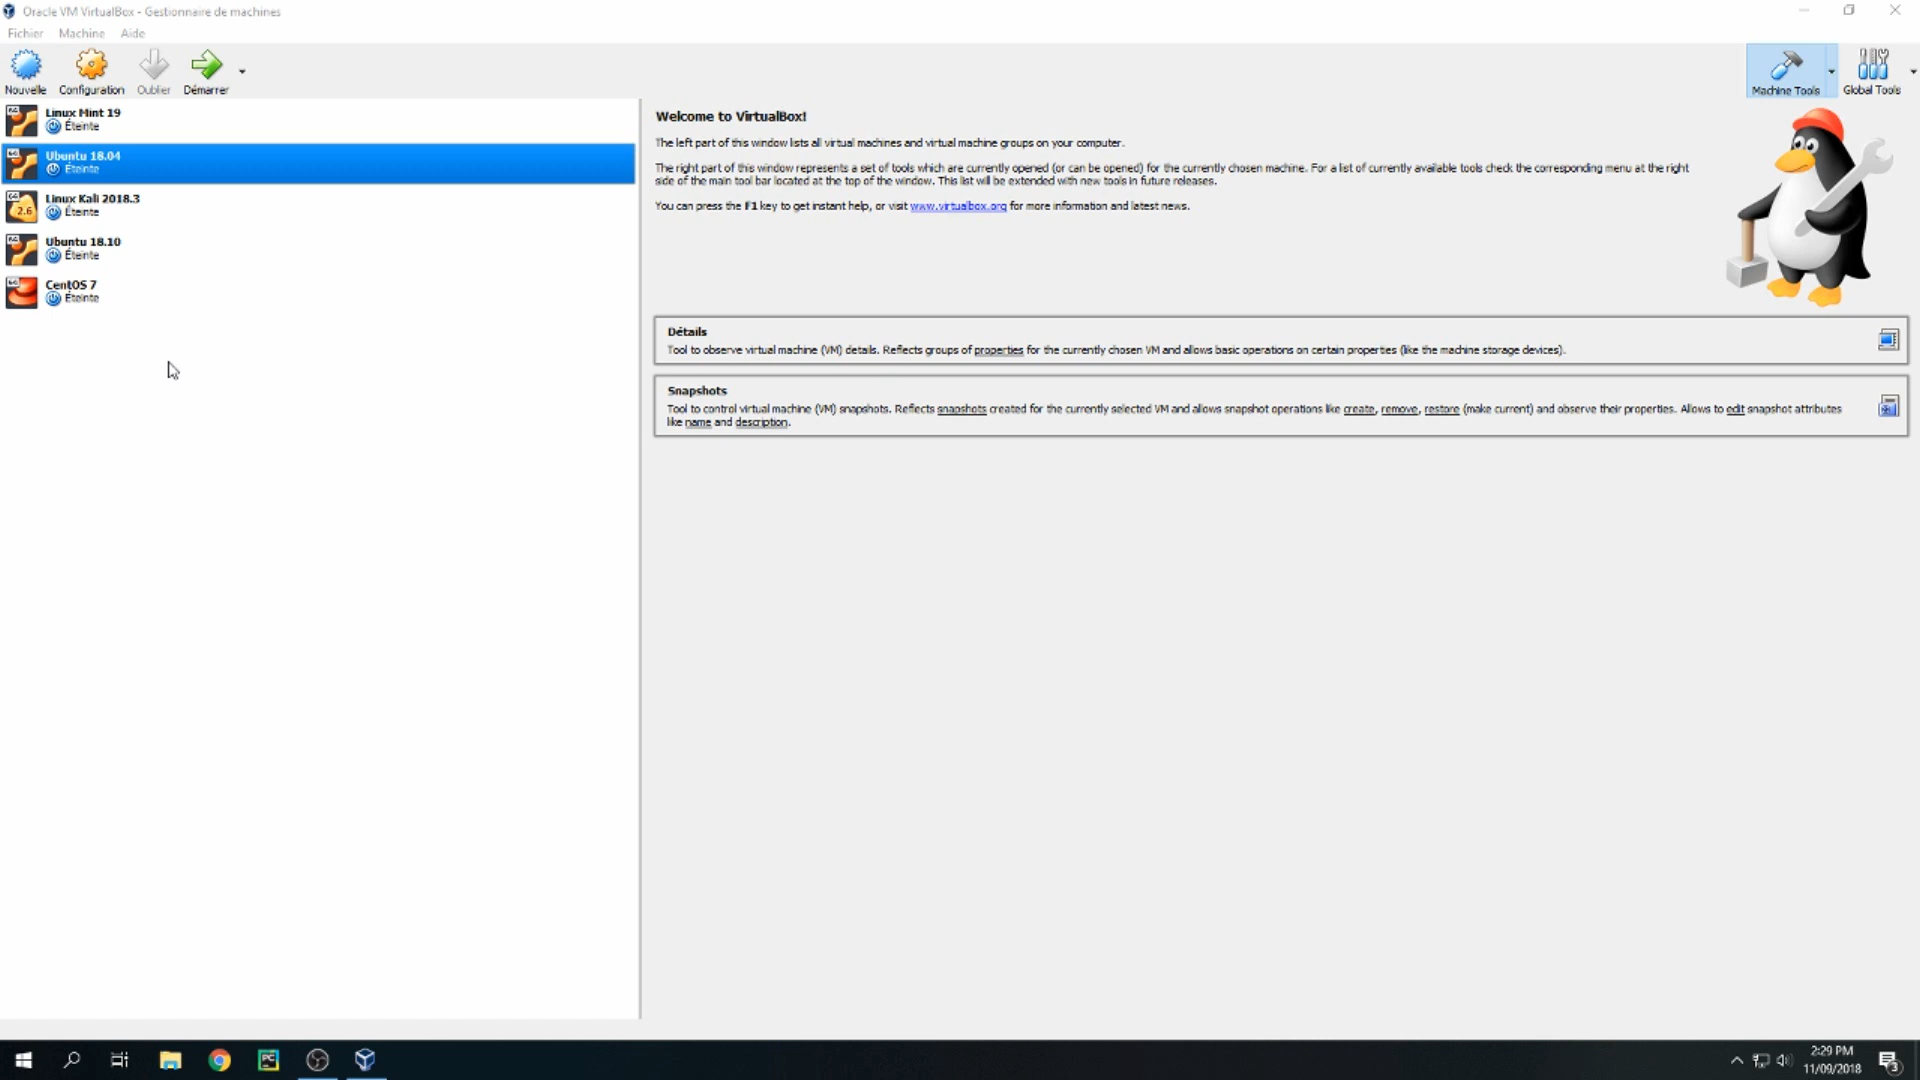 Oracle VM VirtualBox - Gestionnaire de machines
Fichier Machine Aide
Nouvelle Configuration Oublier Démarrer
Machine Tools Global Tools
64
Linux Mint 19
Éteinte
64
Ubuntu 18.04
Éteinte
64
2.6
Linux Kali 2018.3
Éteinte
64
Ubuntu 18.10
Éteinte
64
CentOS 7
Éteinte
Welcome to VirtualBox!
The left part of this window lists all virtual machines and virtual machine groups on your computer.
The right part of this window represents a set of tools which are currently opened (or can be opened) for the currently chosen machine. For a list of currently available tools check the corresponding menu at the right
side of the main tool bar located at the top of the window. This list will be extended with new tools in future releases.
You can press the F1 key to get instant help, or visit www.virtualbox.org for more information and latest news.
Détails
Tool to observe virtual machine (VM) details. Reflects groups of properties for the currently chosen VM and allows basic operations on certain properties (like the machine storage devices).
Snapshots
Tool to control virtual machine (VM) snapshots. Reflects snapshots created for the currently selected VM and allows snapshot operations like create, remove, restore (make current) and observe their properties. Allows to edit snapshot attributes
like name and description.
PC
2:29 PM
11/09/2018
3